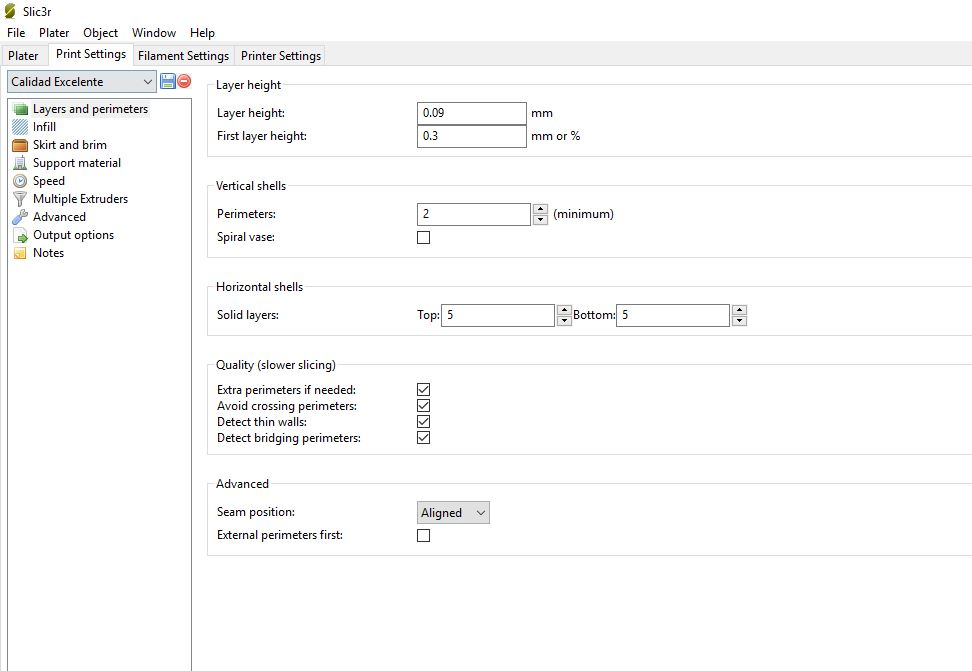 Slic3r
File Plater Object Window Help
Plater Print Settings Filament Settings Printer Settings
Calidad Excelente
Layers and perimeters
Infill
Skirt and brim
Support material
Speed
Multiple Extruders
Advanced
Output options
Notes
Layer height
Layer height: 0.09 mm
First layer height: 0.3 mm or %
Vertical shells
Perimeters: 2 (minimum)
Spiral vase:
Horizontal shells
Solid layers: Top: 5 Bottom: 5
Quality (slower slicing)
Extra perimeters if needed:
Avoid crossing perimeters:
Detect thin walls:
Detect bridging perimeters:
Advanced
Seam position: Aligned
External perimeters first: